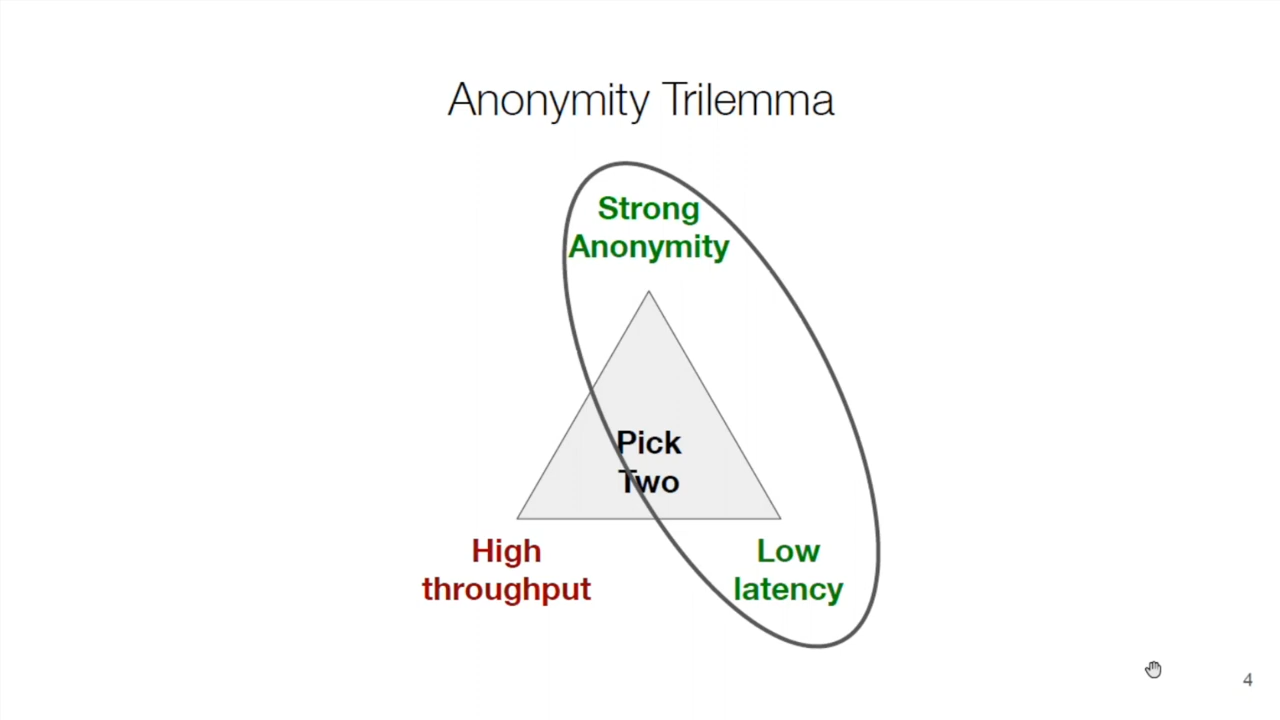 Anonymity Trilemma
Strong
Anonymity
Pick
Two
High
throughput
Low
latency
4